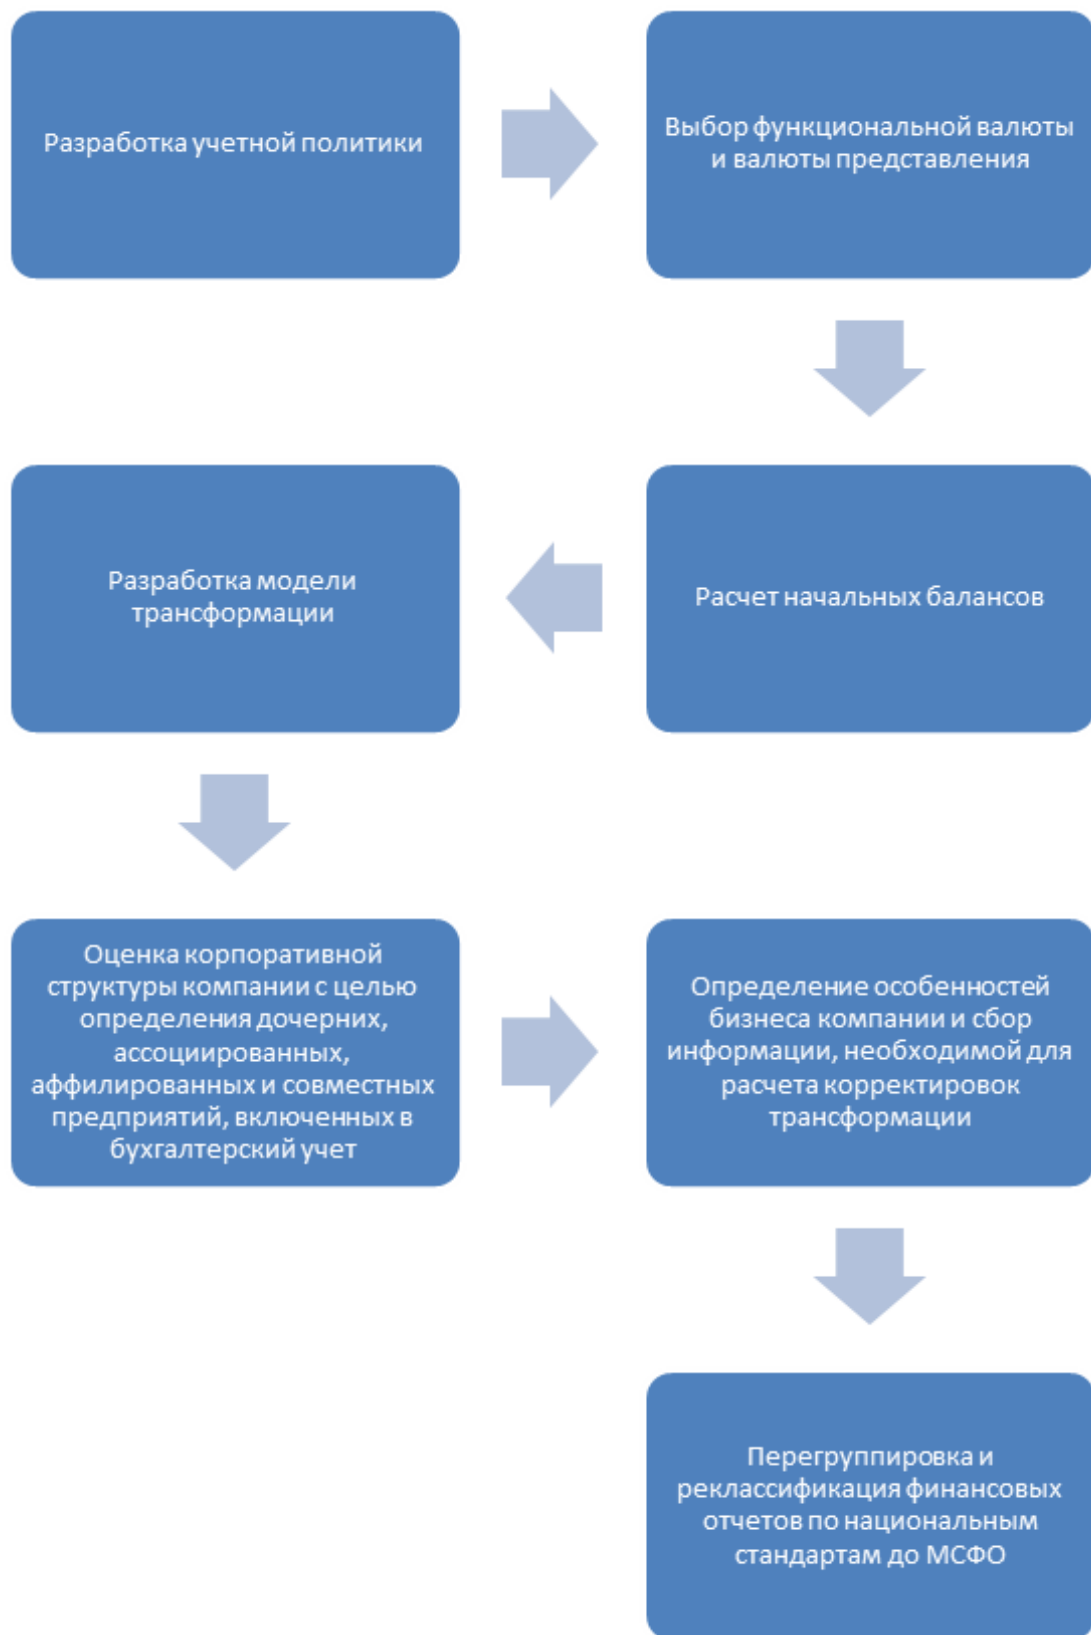 Разработка учетной политики
Выбор функциональной валюты
и валюты представления
Расчет начальных балансов
Разработка модели
трансформации
Оценка корпоративной
структуры компании с целью
определения дочерних,
ассоциированных,
аффилированных и совместных
предприятий, включенных в
бухгалтерский учет
Определение особенностей
бизнеса компании и сбор
информации, необходимой для
расчета корректировок
трансформации
Перегруппировка и
реклассификация финансовых
отчетов по национальным
стандартам до МСФО